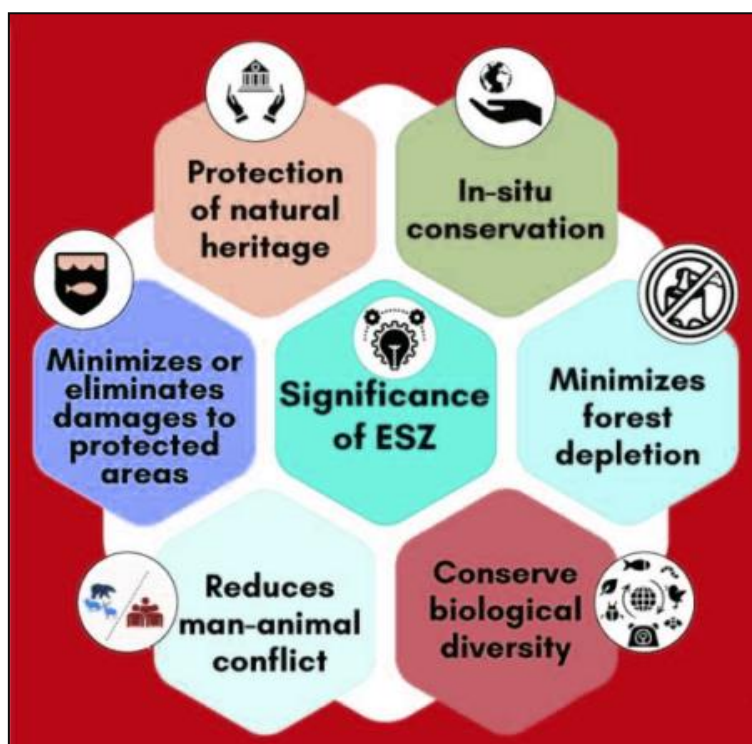 Protection
of natural
heritage
In-situ
conservation
Minimizes or
eliminates
damages to
protected
areas
Significance
of ESZ
Minimizes
forest
depletion
Reduces
man-animal
conflict
Conserve
biological
diversity